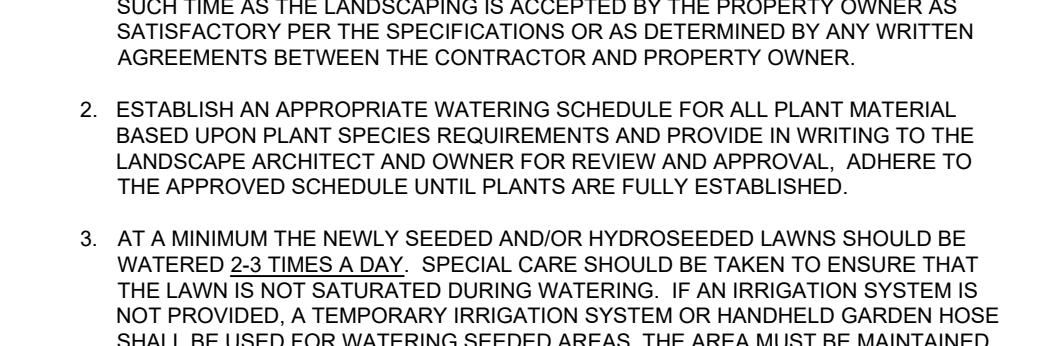 SUCH TIME AS THE LANDSCAPING IS ACCEPTED BY THE PROPERTY OWNER AS
SATISFACTORY PER THE SPECIFICATIONS OR AS DETERMINED BY ANY WRITTEN
AGREEMENTS BETWEEN THE CONTRACTOR AND PROPERTY OWNER.
2. ESTABLISH AN APPROPRIATE WATERING SCHEDULE FOR ALL PLANT MATERIAL
BASED UPON PLANT SPECIES REQUIREMENTS AND PROVIDE IN WRITING TO THE
LANDSCAPE ARCHITECT AND OWNER FOR REVIEW AND APPROVAL, ADHERE TO
THE APPROVED SCHEDULE UNTIL PLANTS ARE FULLY ESTABLISHED.
3. AT A MINIMUM THE NEWLY SEEDED AND/OR HYDROSEEDED LAWNS SHOULD BE
WATERED 2-3 TIMES A DAY. SPECIAL CARE SHOULD BE TAKEN TO ENSURE THAT
THE LAWN IS NOT SATURATED DURING WATERING. IF AN IRRIGATION SYSTEM IS
NOT PROVIDED, A TEMPORARY IRRIGATION SYSTEM OR HANDHELD GARDEN HOSE
SHALL BE USED FOR WATERING SEEDED AREAS. THE AREA MUST BE MAINTAINED